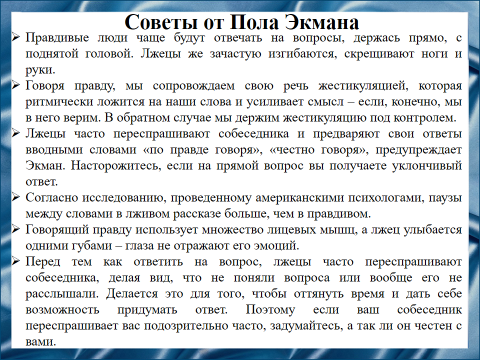 Советы от Пола Экмана
➢ Правдивые люди чаще будут отвечать на вопросы, держась прямо, с
поднятой головой. Лжецы же зачастую изгибаются, скрещивают ноги и
руки.
➢ Говоря правду, мы сопровождаем свою речь жестикуляцией, которая
ритмически ложится на наши слова и усиливает смысл – если, конечно, мы
в него верим. В обратном случае мы держим жестикуляцию под контролем.
➢ Лжецы часто переспрашивают собеседника и предваряют свои ответы
вводными словами «по правде говоря», «честно говоря», предупреждает
Экман. Насторожитесь, если на прямой вопрос вы получаете уклончивый
ответ.
➢ Согласно исследованию, проведенному американскими психологами, паузы
между словами в лживом рассказе больше, чем в правдивом.
➢ Говорящий правду использует множество лицевых мышц, а лжец улыбается
одними губами – глаза не отражают его эмоций.
➢ Перед тем как ответить на вопрос, лжецы часто переспрашивают
собеседника, делая вид, что не поняли вопроса или вообще его не
расслышали. Делается это для того, чтобы оттянуть время и дать себе
возможность придумать ответ. Поэтому если ваш собеседник
переспрашивает вас подозрительно часто, задумайтесь, а так ли он честен с
вами.